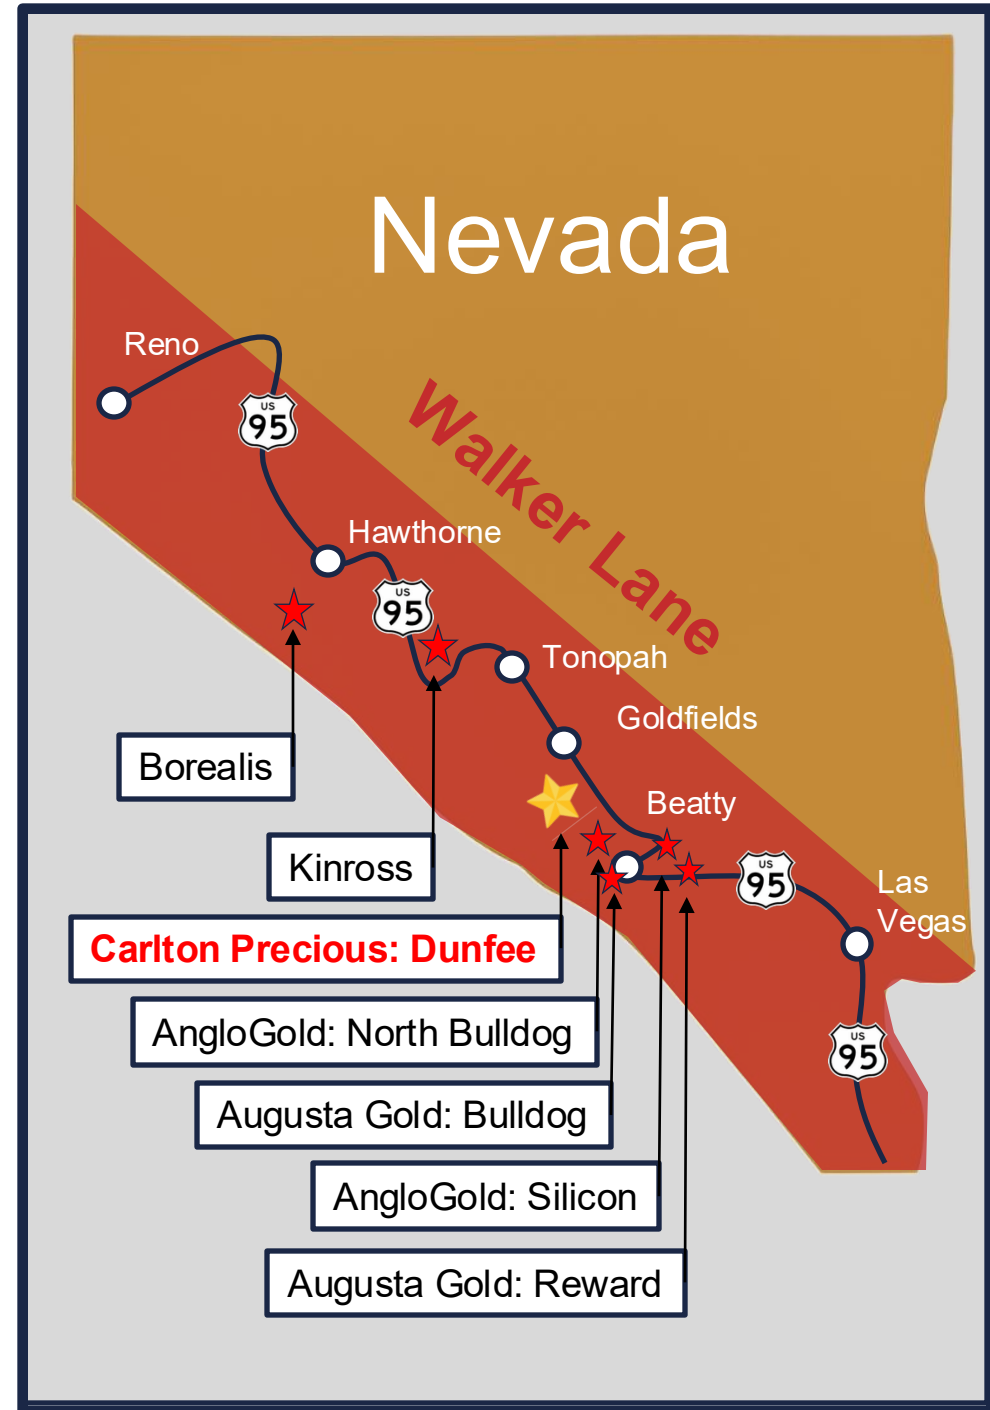 Nevada
Reno
US
95
Walker Lane
Hawthorne
US
95
Tonopah
Goldfields
Borealis
Beatty
Kinross
US
95
Las
Vegas
Carlton Precious: Dunfee
AngloGold: North Bulldog
US
95
Augusta Gold: Bulldog
AngloGold: Silicon
Augusta Gold: Reward